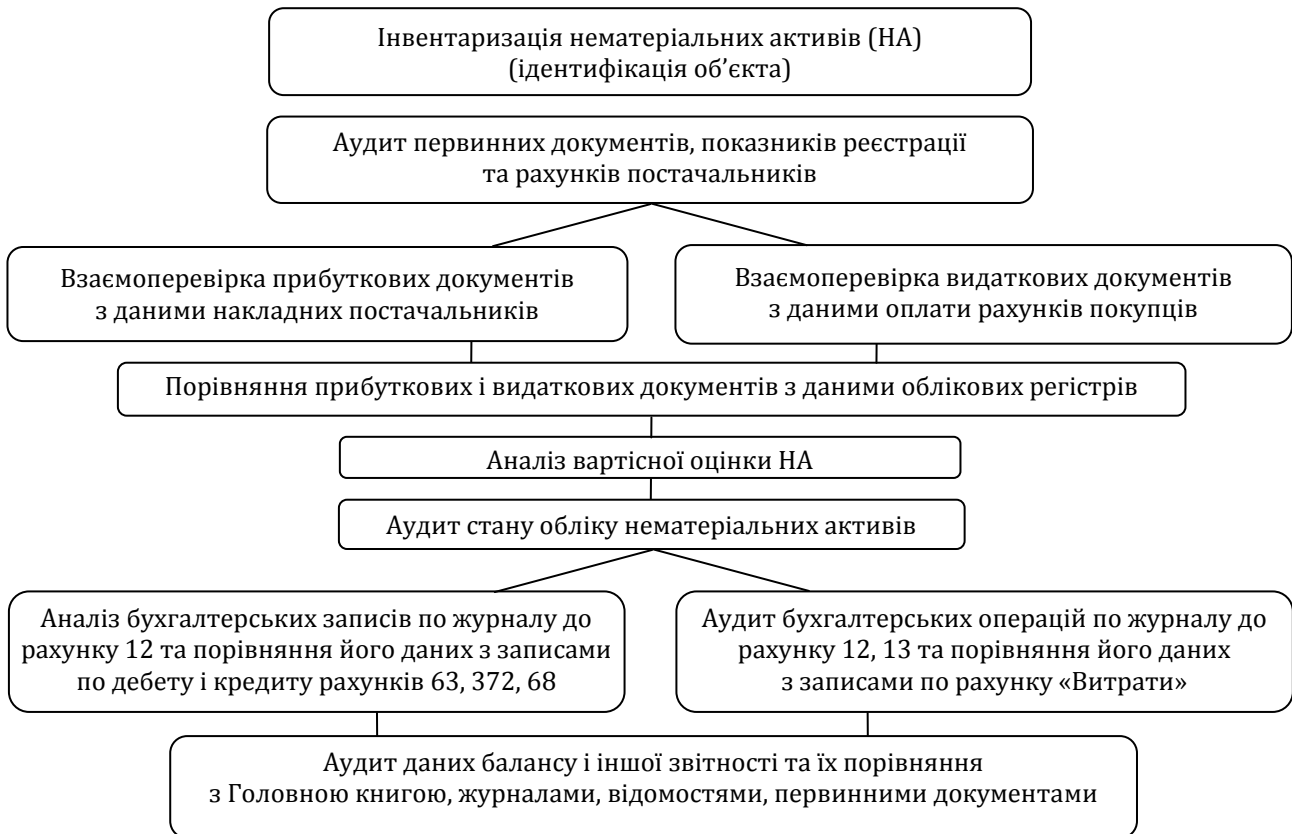 Інвентаризація нематеріальних активів (НА)
(ідентифікація об’єкта)
Аудит первинних документів, показників реєстрації
та рахунків постачальників
Взаємоперевірка прибуткових документів
з даними накладних постачальників
Взаємоперевірка видаткових документів
з даними оплати рахунків покупців
Порівняння прибуткових і видаткових документів з даними облікових регістрів
Аналіз вартісної оцінки НА
Аудит стану обліку нематеріальних активів
Аналіз бухгалтерських записів по журналу до
рахунку 12 та порівняння його даних з записами
по дебету і кредиту рахунків 63, 372, 68
Аудит бухгалтерських операцій по журналу до
рахунку 12, 13 та порівняння його даних
з записами по рахунку «Витрати»
Аудит даних балансу і іншої звітності та їх порівняння
з Головною книгою, журналами, відомостями, первинними документами